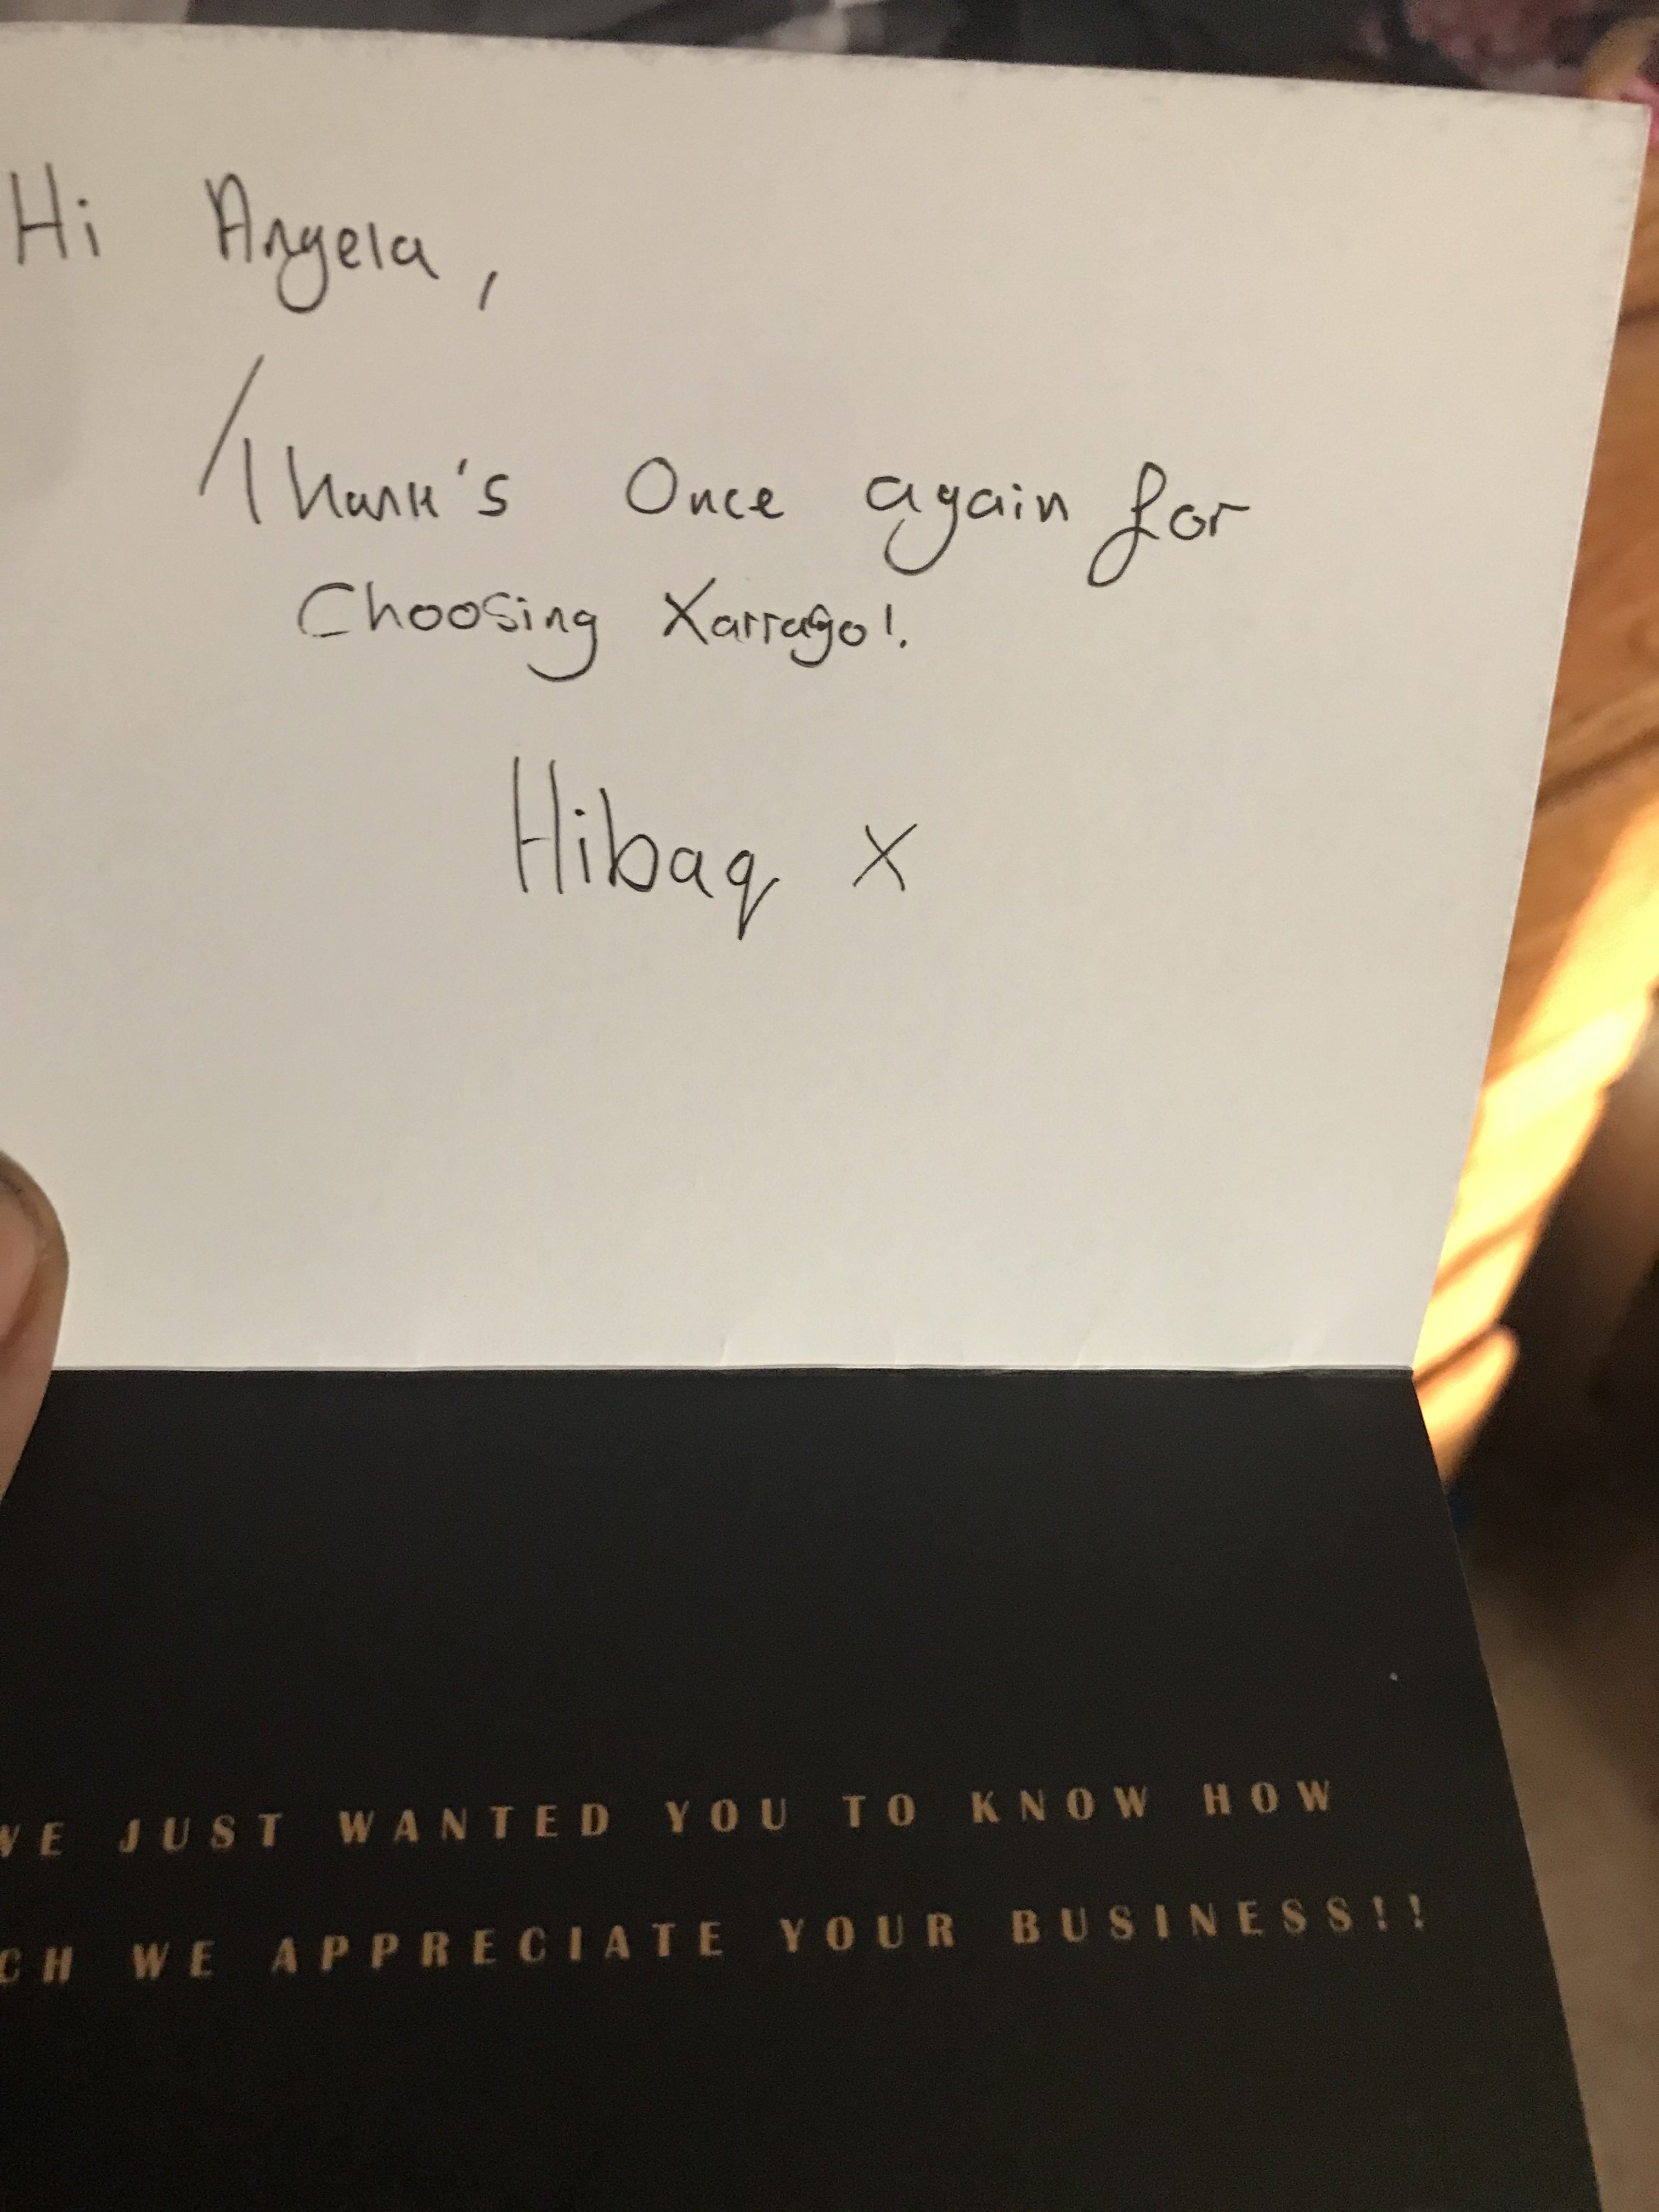 Hi Angela,
Thank's Once again for
Choosing Xarrago!.
Hibaq x
WE JUST WANTED YOU TO KNOW HOW
CH WE APPRECIATE YOUR BUSINESS!!